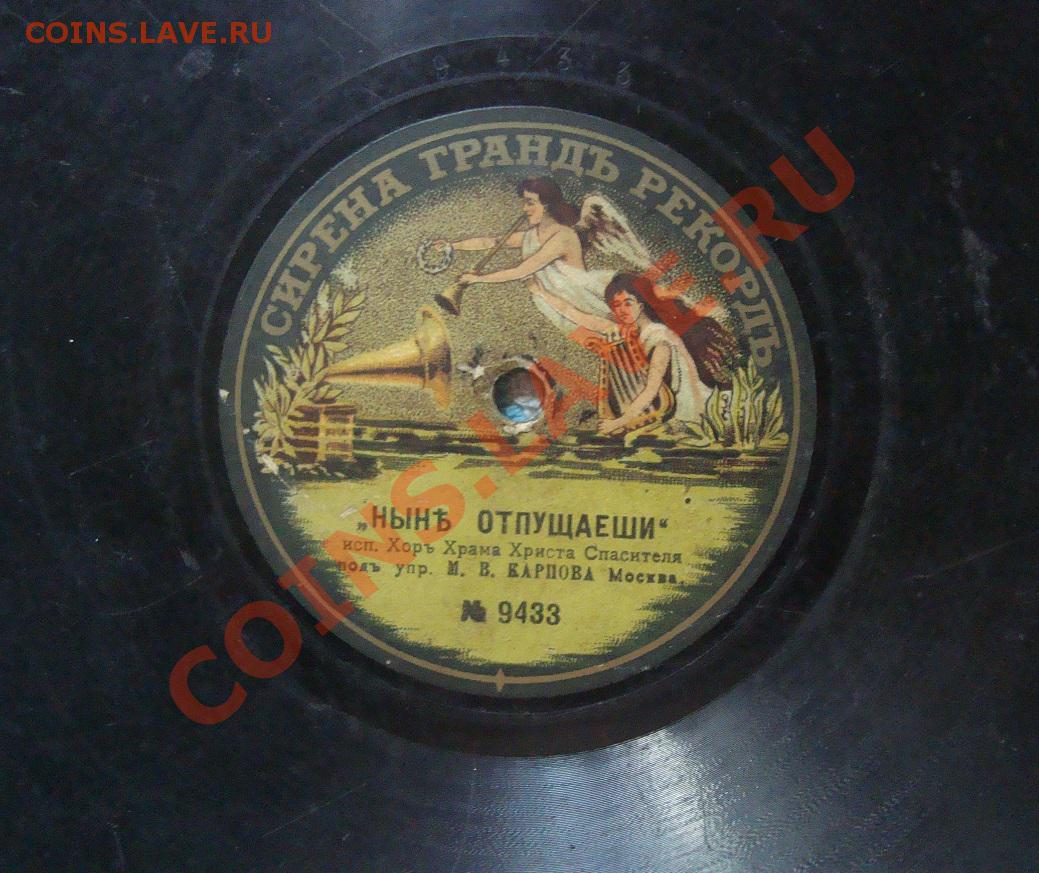 COINS.LAVE.RU
9433
СИРЕНА ГРАНДЪ РЕКОРДЪ
„НЫНѢ ОТПУЩАЕШИ“
исп. Хоръ Храма Христа Спасителя
подъ упр. М. В. КАРПОВА Москва.
№ 9433
COINS.LAVE.RU